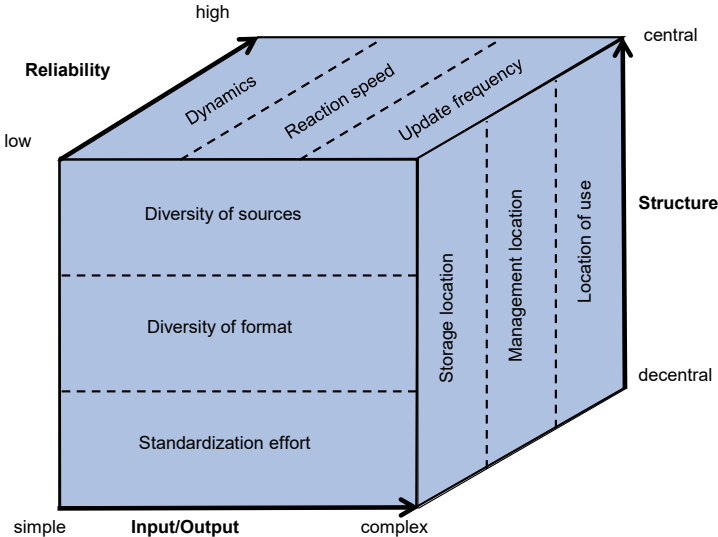 high
central
Reliability
Dynamics
Reaction speed
Update frequency
low
Diversity of sources
Structure
Storage location
Management location
Location of use
Diversity of format
decentral
Standardization effort
simple
Input/Output
complex